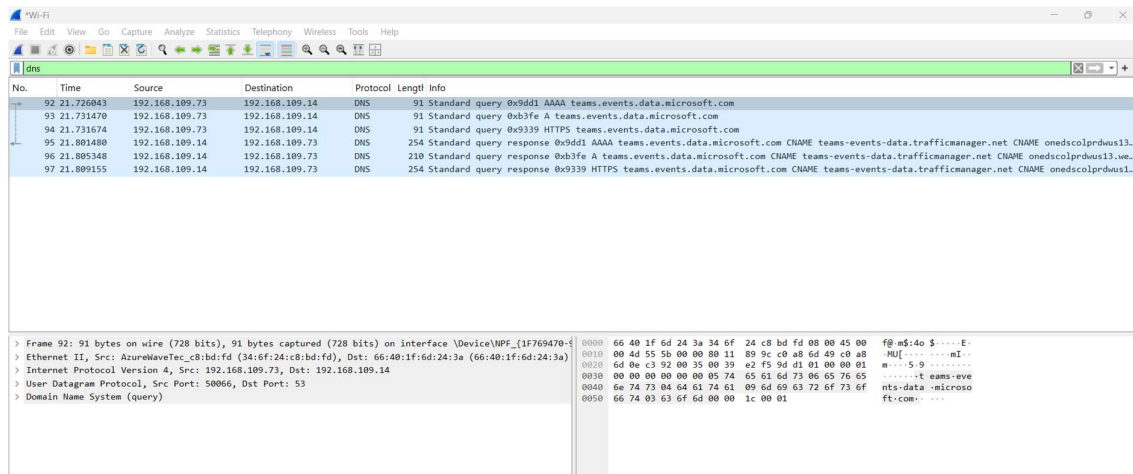 *Wi-Fi
File Edit View Go Capture Analyze Statistics Telephony Wireless Tools Help
dns
No. Time Source Destination Protocol Lengtl Info
92 21.726043 192.168.109.73 192.168.109.14 DNS 91 Standard query 0x9dd1 AAAA teams.events.data.microsoft.com
93 21.731470 192.168.109.73 192.168.109.14 DNS 91 Standard query 0xb3fe A teams.events.data.microsoft.com
94 21.731674 192.168.109.73 192.168.109.14 DNS 91 Standard query 0x9339 HTTPS teams.events.data.microsoft.com
95 21.801480 192.168.109.14 192.168.109.73 DNS 254 Standard query response 0x9dd1 AAAA teams.events.data.microsoft.com CNAME teams-events-data.trafficmanager.net CNAME onedscolprdwus13…
96 21.805348 192.168.109.14 192.168.109.73 DNS 210 Standard query response 0xb3fe A teams.events.data.microsoft.com CNAME teams-events-data.trafficmanager.net CNAME onedscolprdwus13.we…
97 21.809155 192.168.109.14 192.168.109.73 DNS 254 Standard query response 0x9339 HTTPS teams.events.data.microsoft.com CNAME teams-events-data.trafficmanager.net CNAME onedscolprdwus1…
> Frame 92: 91 bytes on wire (728 bits), 91 bytes captured (728 bits) on interface \Device\NPF_{1F769470-9
> Ethernet II, Src: AzureWaveTec_c8:bd:fd (34:6f:24:c8:bd:fd), Dst: 66:40:1f:6d:24:3a (66:40:1f:6d:24:3a)
> Internet Protocol Version 4, Src: 192.168.109.73, Dst: 192.168.109.14
> User Datagram Protocol, Src Port: 50066, Dst Port: 53
> Domain Name System (query)
0000 66 40 1f 6d 24 3a 34 6f 24 c8 bd fd 08 00 45 00 f@·m$:4o $·····E·
0010 00 4d 55 5b 00 00 80 11 89 9c c0 a8 6d 49 c0 a8 ·MU[···· ····mI··
0020 6d 0e c3 92 00 35 00 39 e2 f5 9d d1 01 00 00 01 m····5·9 ········
0030 00 00 00 00 00 00 05 74 65 61 6d 73 06 65 76 65 ·······t eams·eve
0040 6e 74 73 04 64 61 74 61 09 6d 69 63 72 6f 73 6f nts·data ·microso
0050 66 74 03 63 6f 6d 00 00 1c 00 01 ft·com·· ···